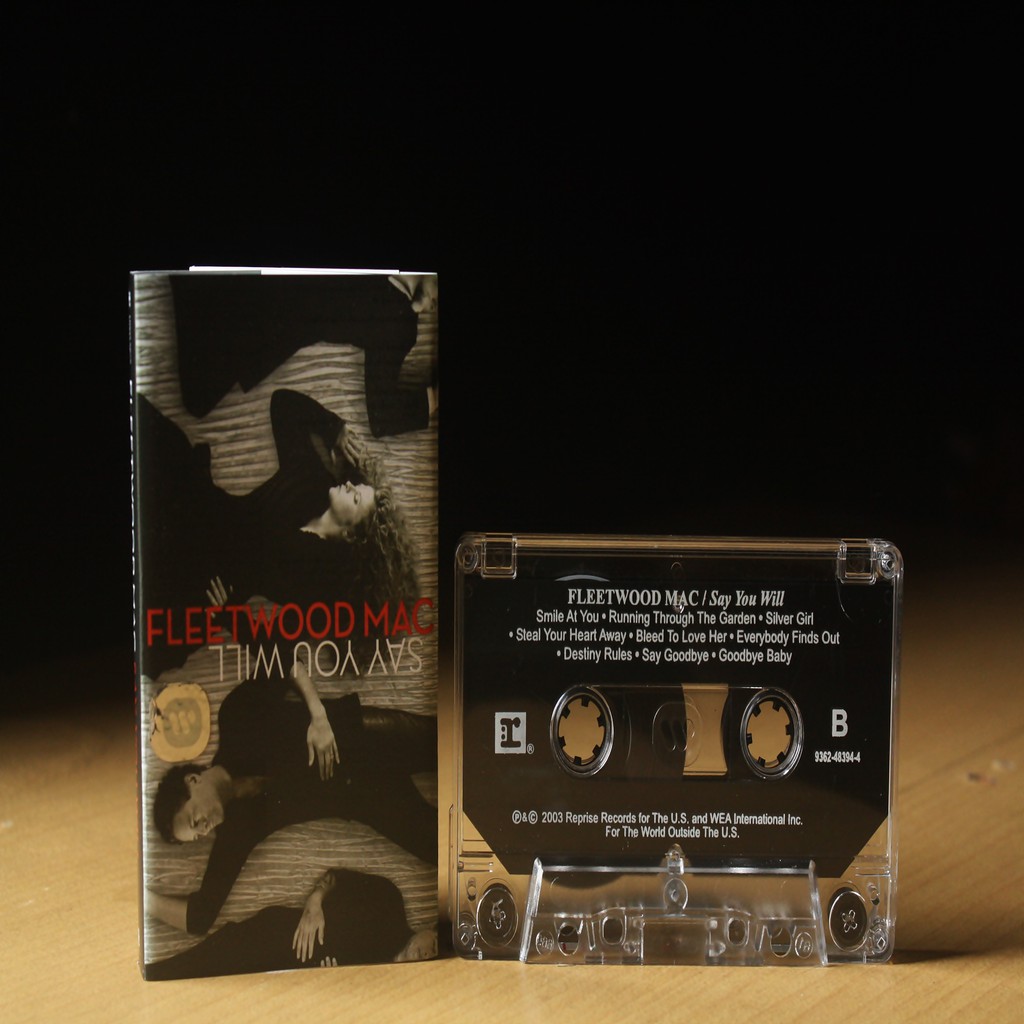 FLEETWOOD MAC
SAY YOU WILL
FLEETWOOD MAC / Say You Will
Smile At You • Running Through The Garden • Silver Girl
• Steal Your Heart Away • Bleed To Love Her • Everybody Finds Out
• Destiny Rules • Say Goodbye • Goodbye Baby
r®
B
9362-48394-4
℗&© 2003 Reprise Records for The U.S. and WEA International Inc.
For The World Outside The U.S.